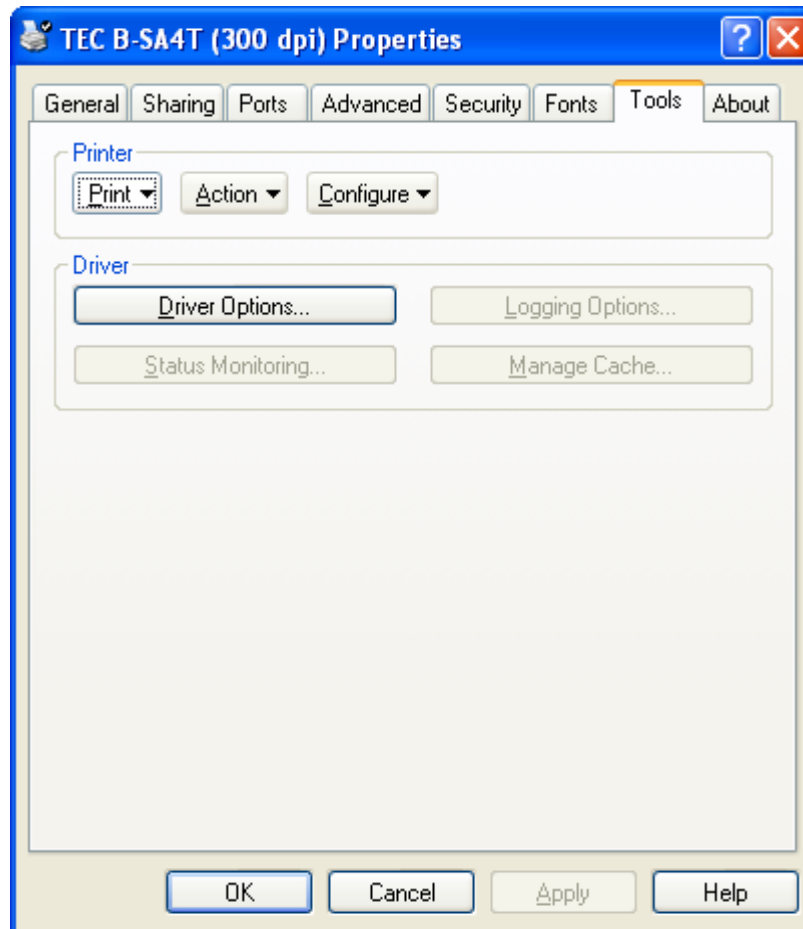 TEC B-SA4T (300 dpi) Properties
General Sharing Ports Advanced Security Fonts Tools About
Printer
Print Action Configure
Driver
Driver Options... Logging Options...
Status Monitoring... Manage Cache...
OK Cancel Apply Help